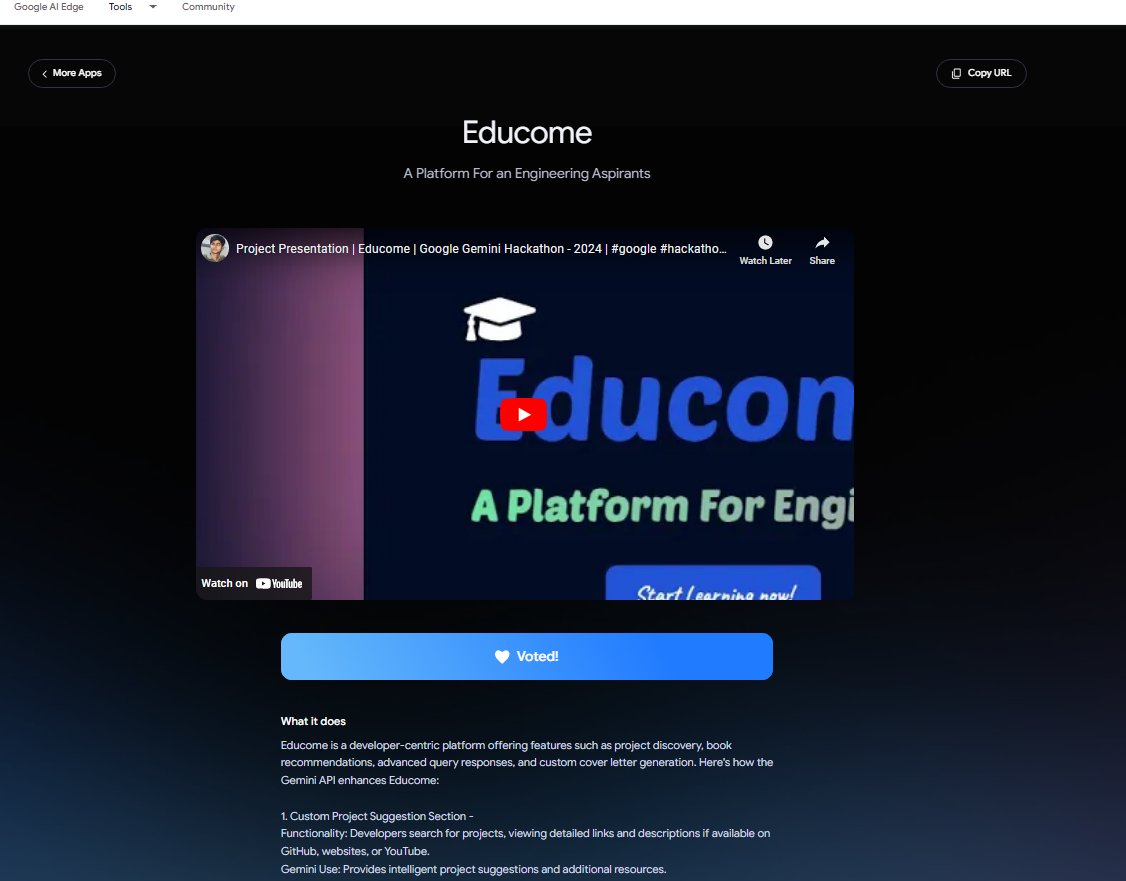 Google AI Edge Tools Community
More Apps
Copy URL
Educome
A Platform For an Engineering Aspirants
Project Presentation | Educome | Google Gemini Hackathon - 2024 | #google #hackatho...
Watch Later
Share
Educom
A Platform For Engi
Start Learning now!
Watch on YouTube
Voted!
What it does
Educome is a developer-centric platform offering features such as project discovery, book
recommendations, advanced query responses, and custom cover letter generation. Here's how the
Gemini API enhances Educome:
1. Custom Project Suggestion Section -
Functionality: Developers search for projects, viewing detailed links and descriptions if available on
GitHub, websites, or YouTube.
Gemini Use: Provides intelligent project suggestions and additional resources.